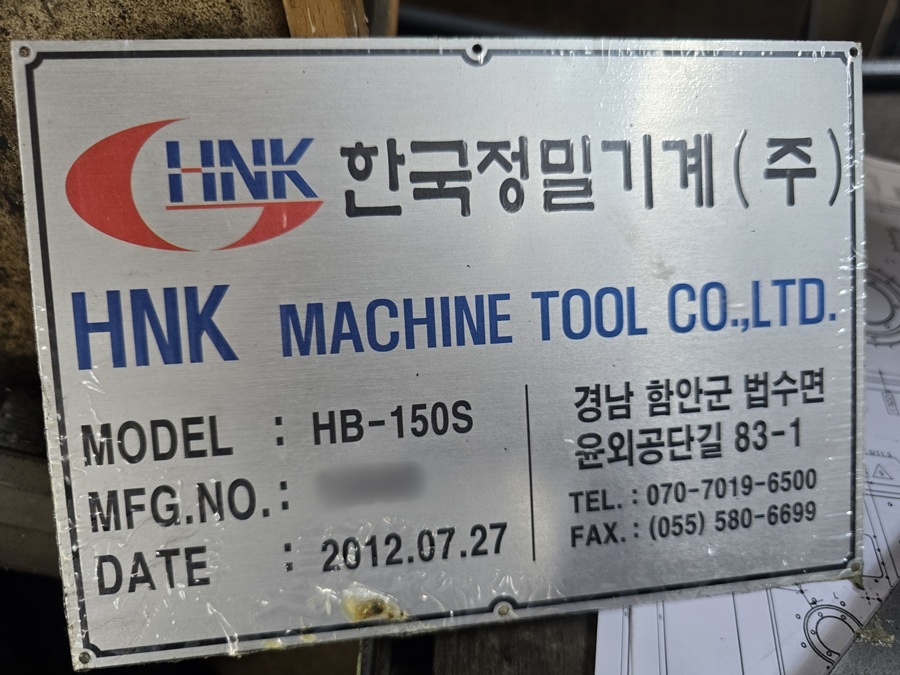 HNK 한국정밀기계(주)
HNK MACHINE TOOL CO.,LTD.
MODEL : HB-150S
MFG.NO. :
DATE : 2012.07.27
경남 함안군 법수면
윤외공단길 83-1
TEL. : 070-7019-6500
FAX. : (055) 580-6699